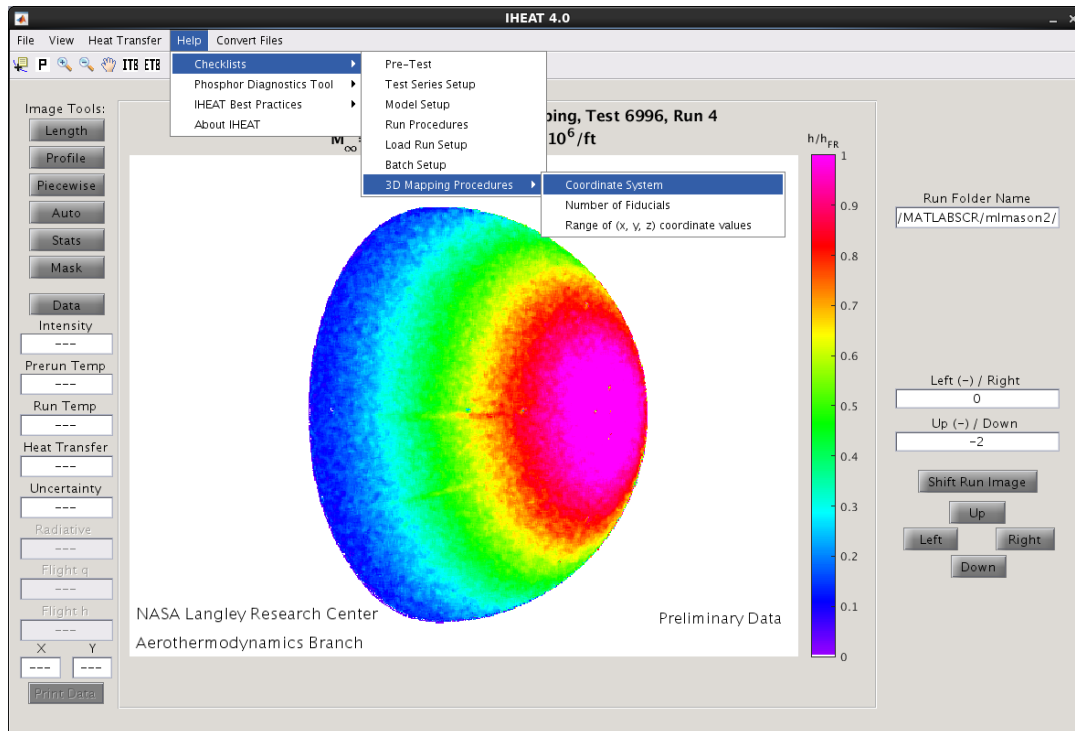 IHEAT 4.0
File View Heat Transfer Help Convert Files
P ITB ETB
Checklists
Phosphor Diagnostics Tool
IHEAT Best Practices
About IHEAT
Pre-Test
Test Series Setup
Model Setup
Run Procedures
Load Run Setup
Batch Setup
3D Mapping Procedures
Coordinate System
Number of Fiducials
Range of (x, y, z) coordinate values
Image Tools:
Length
Profile
Piecewise
Auto
Stats
Mask
Data
Intensity
---
Prerun Temp
---
Run Temp
---
Heat Transfer
---
Uncertainty
---
Radiative
---
Flight q
---
Flight h
---
X Y
--- ---
Print Data
ping, Test 6996, Run 4
M∞= 10^6/ft
h/hFR
1
0.9
0.8
0.7
0.6
0.5
0.4
0.3
0.2
0.1
0
NASA Langley Research Center
Aerothermodynamics Branch
Preliminary Data
Run Folder Name
/MATLABSCR/mlmason2/
Left (-) / Right
0
Up (-) / Down
-2
Shift Run Image
Up
Left Right
Down